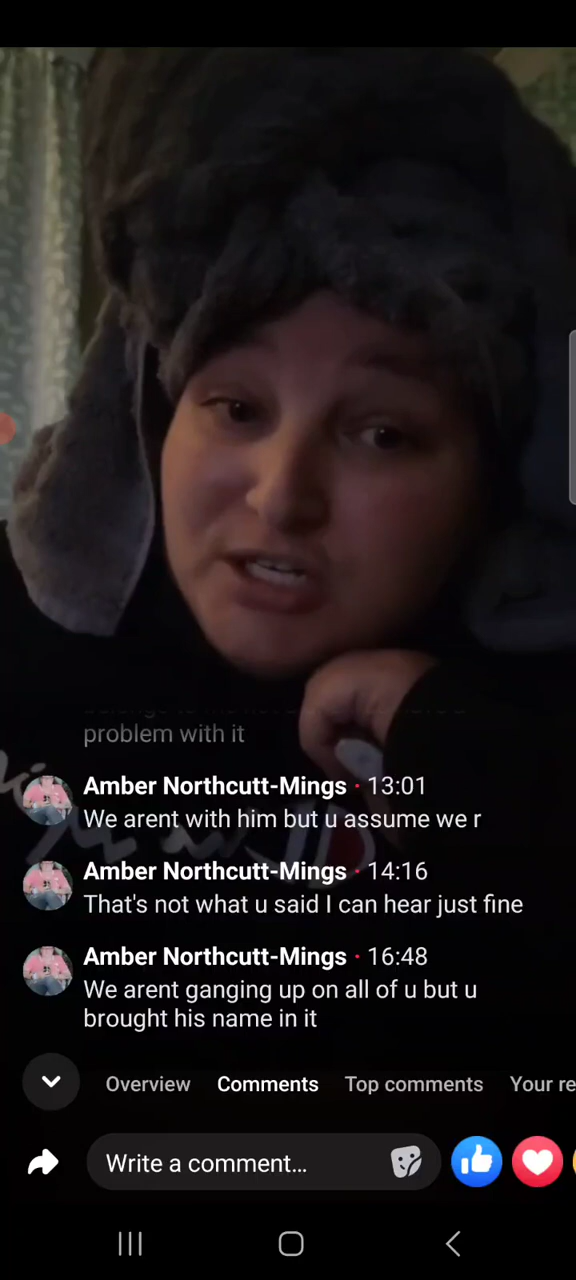 problem with it
Amber Northcutt-Mings · 13:01
We arent with him but u assume we r
Amber Northcutt-Mings · 14:16
That's not what u said I can hear just fine
Amber Northcutt-Mings · 16:48
We arent ganging up on all of u but u
brought his name in it
Overview Comments Top comments Your re
Write a comment...